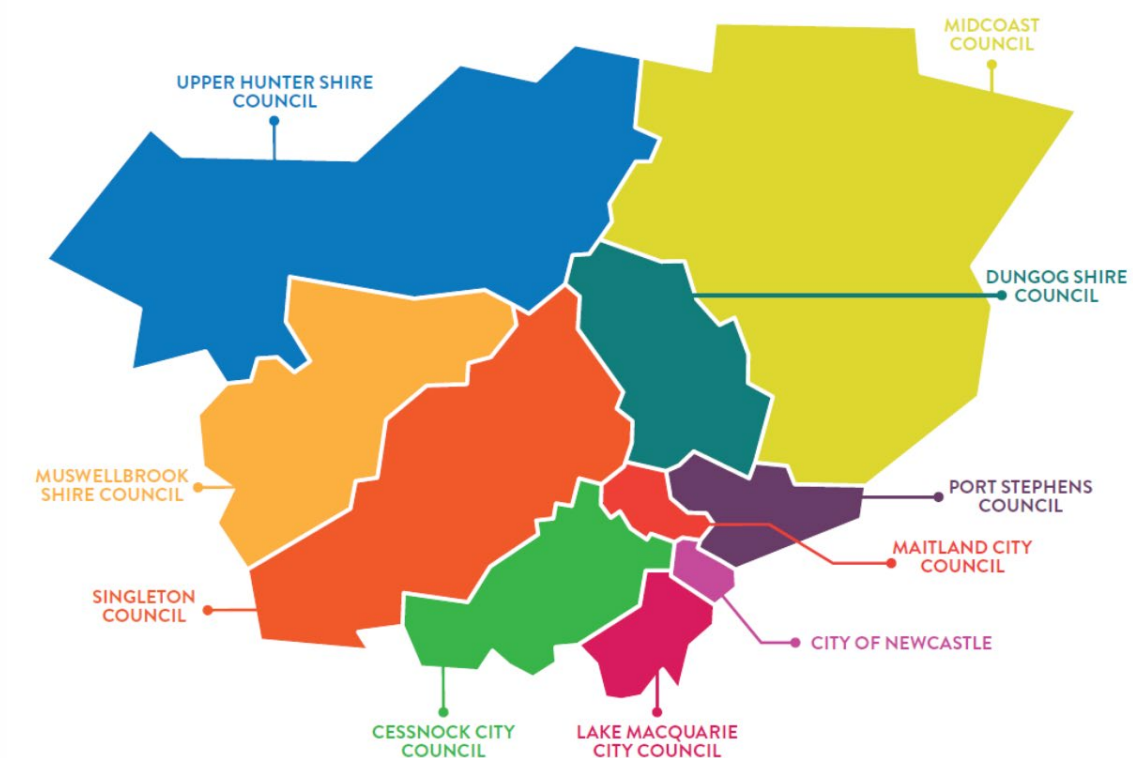 MIDCOAST
COUNCIL
UPPER HUNTER SHIRE
COUNCIL
DUNGOG SHIRE
COUNCIL
MUSWELLBROOK
SHIRE COUNCIL
PORT STEPHENS
COUNCIL
MAITLAND CITY
COUNCIL
SINGLETON
COUNCIL
CITY OF NEWCASTLE
CESSNOCK CITY
COUNCIL
LAKE MACQUARIE
CITY COUNCIL